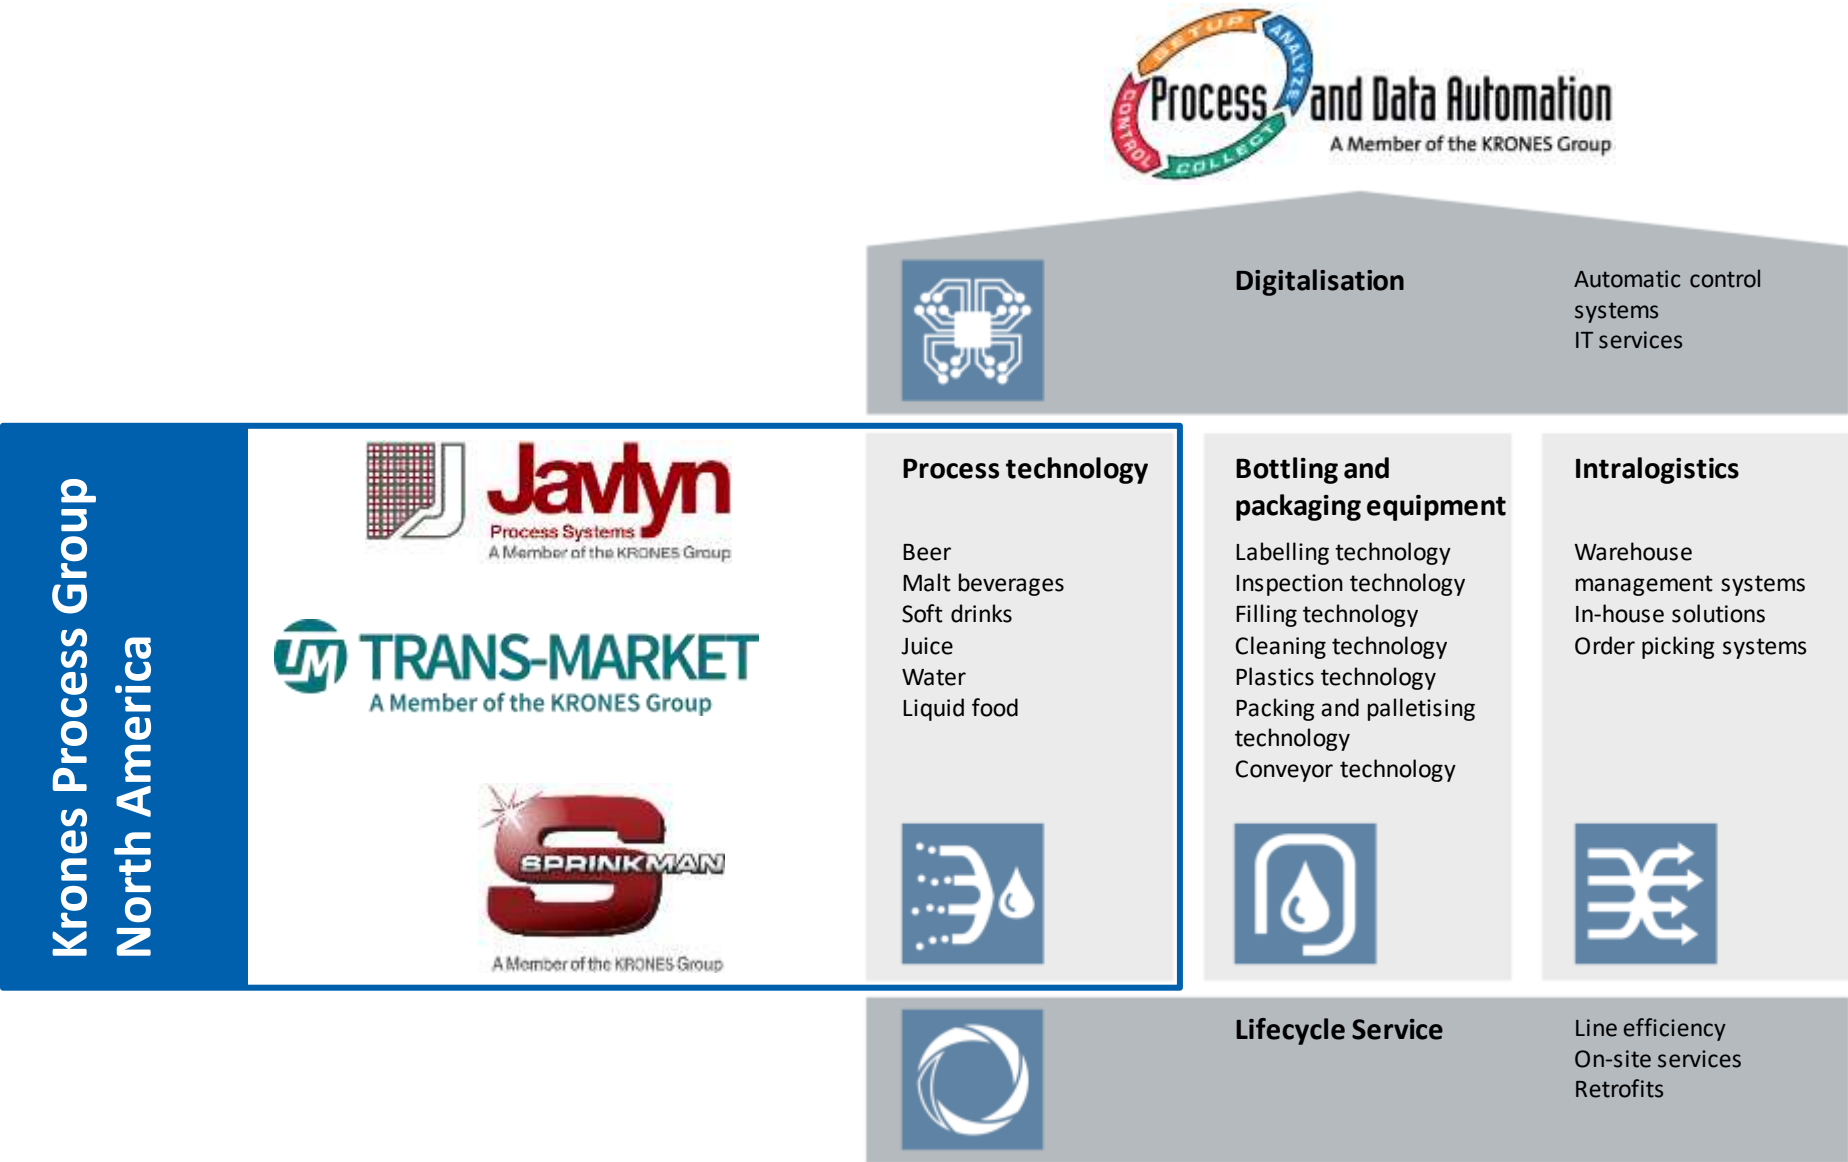 SETUP
ANALYZE
CONTROL
COLLECT
Process and Data Automation
A Member of the KRONES Group
Digitalisation
Automatic control
systems
IT services
Krones Process Group
North America
Javlyn
Process Systems
A Member of the KRONES Group
TM TRANS-MARKET
A Member of the KRONES Group
S
SPRINKMAN
A Member of the KRONES Group
Process technology
Beer
Malt beverages
Soft drinks
Juice
Water
Liquid food
Bottling and
packaging equipment
Labelling technology
Inspection technology
Filling technology
Cleaning technology
Plastics technology
Packing and palletising
technology
Conveyor technology
Intralogistics
Warehouse
management systems
In-house solutions
Order picking systems
Lifecycle Service
Line efficiency
On-site services
Retrofits